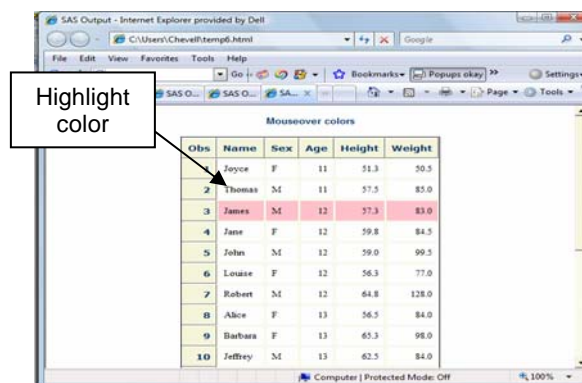 SAS Output - Internet Explorer provided by Dell
C:\Users\Chevell\temp6.html Google
File Edit View Favorites Tools Help
Go Bookmarks Popups okay Settings
SAS O... SAS O... SA... Page Tools
Highlight
color
Mouseover colors
Obs Name Sex Age Height Weight
1 Joyce F 11 51.3 50.5
2 Thomas M 11 57.5 85.0
3 James M 12 57.3 83.0
4 Jane F 12 59.8 84.5
5 John M 12 59.0 99.5
6 Louise F 12 56.3 77.0
7 Robert M 12 64.8 128.0
8 Alice F 13 56.5 84.0
9 Barbara F 13 65.3 98.0
10 Jeffrey M 13 62.5 84.0
Computer | Protected Mode: Off 100%